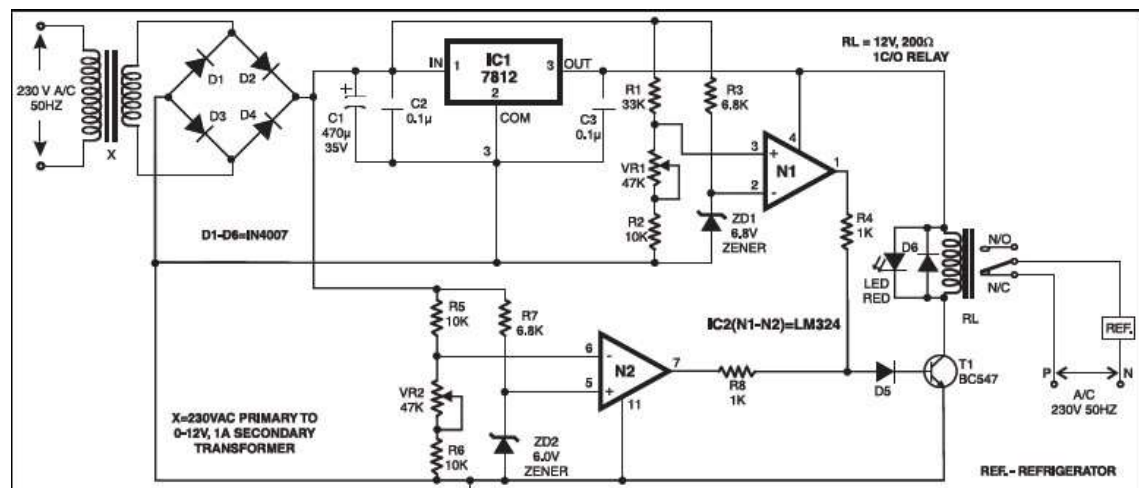 230 V A/C
50HZ
X
D1
D2
D3
D4
C1
470µ
35V
C2
0.1µ
IN
1
IC1
7812
2
3
OUT
COM
3
C3
0.1µ
R1
33K
VR1
47K
R2
10K
R3
6.8K
ZD1
6.8V
ZENER
3
+
2
-
N1
4
1
R4
1K
RL = 12V, 200Ω
1C/O RELAY
D6
LED
RED
RL
N/O
N/C
REF.
P
N
A/C
230V 50HZ
D1-D6=IN4007
R5
10K
R7
6.8K
VR2
47K
R6
10K
ZD2
6.0V
ZENER
6
-
5
+
N2
7
11
IC2(N1-N2)=LM324
R8
1K
D5
T1
BC547
X=230VAC PRIMARY TO
0-12V, 1A SECONDARY
TRANSFORMER
REF.- REFRIGERATOR